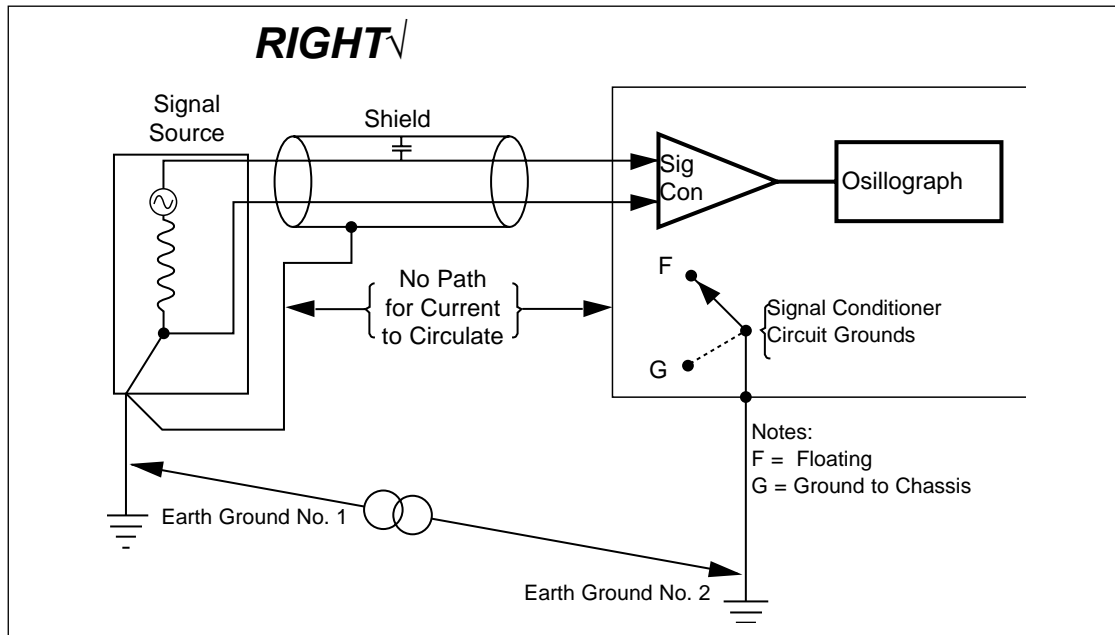 RIGHT√
Signal
Source
Shield
Sig
Con
Osillograph
No Path
for Current
to Circulate
F
G
Signal Conditioner
Circuit Grounds
Notes:
F = Floating
G = Ground to Chassis
Earth Ground No. 1
Earth Ground No. 2